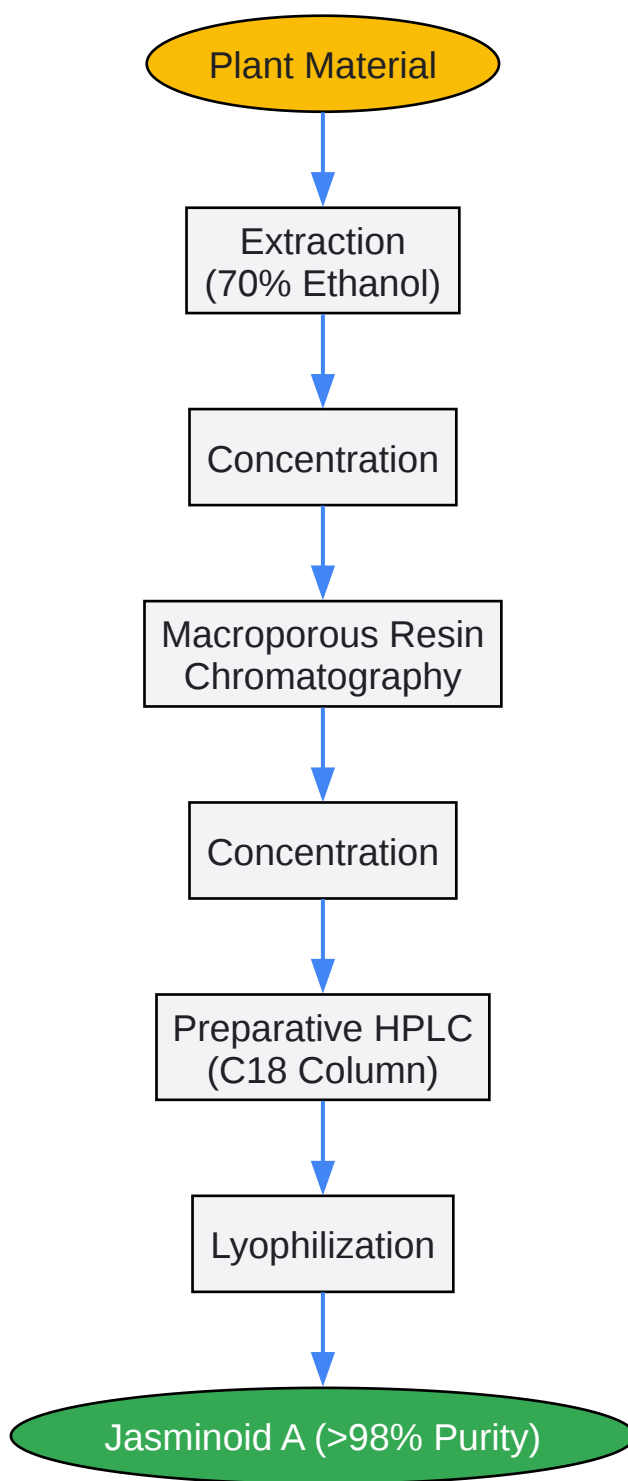 Plant Material
Extraction
(70% Ethanol)
Concentration
Macroporous Resin
Chromatography
Concentration
Preparative HPLC
(C18 Column)
Lyophilization
Jasminoid A (>98% Purity)